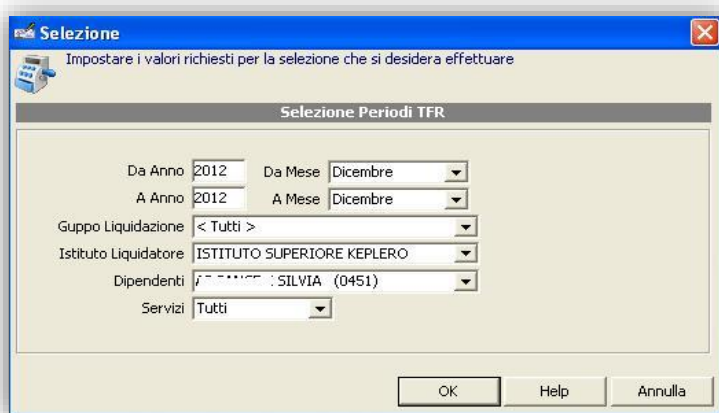 Selezione
Impostare i valori richiesti per la selezione che si desidera effettuare
Selezione Periodi TFR
Da Anno 2012 Da Mese Dicembre
A Anno 2012 A Mese Dicembre
Guppo Liquidazione < Tutti >
Istituto Liquidatore ISTITUTO SUPERIORE KEPLERO
Dipendenti SILVIA (0451)
Servizi Tutti
OK Help Annulla